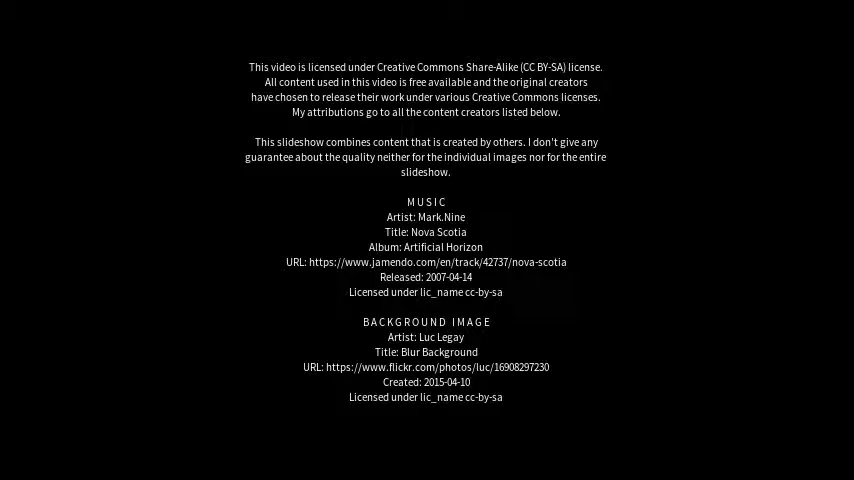 This video is licensed under Creative Commons Share-Alike (CC BY-SA) license.
All content used in this video is free available and the original creators
have chosen to release their work under various Creative Commons licenses.
My attributions go to all the content creators listed below.
This slideshow combines content that is created by others. I don't give any
guarantee about the quality neither for the individual images nor for the entire
slideshow.
MUSIC
Artist: Mark.Nine
Title: Nova Scotia
Album: Artificial Horizon
URL: https://www.jamendo.com/en/track/42737/nova-scotia
Released: 2007-04-14
Licensed under lic_name cc-by-sa
BACKGROUND IMAGE
Artist: Luc Legay
Title: Blur Background
URL: https://www.flickr.com/photos/luc/16908297230
Created: 2015-04-10
Licensed under lic_name cc-by-sa